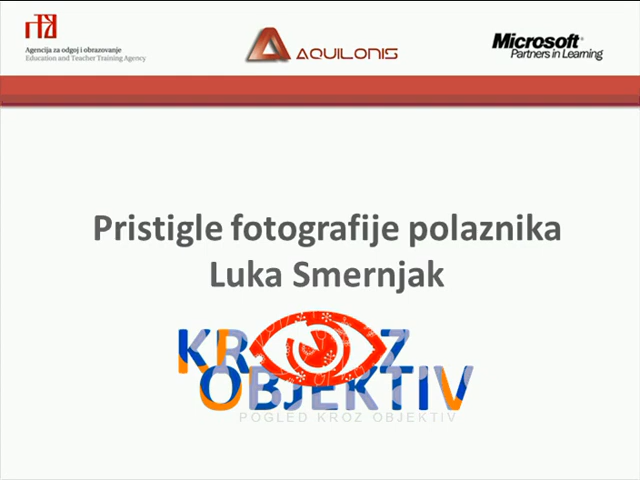 Agencija za odgoj i obrazovanje
Education and Teacher Training Agency
AQUILONIS
Microsoft®
Partners in Learning
Pristigle fotografije polaznika
Luka Smernjak
KROZ
OBJEKTIV
POGLED KROZ OBJEKTIV